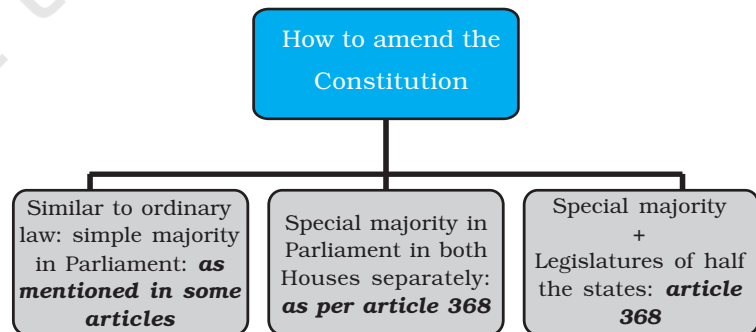 How to amend the
Constitution
Similar to ordinary
law: simple majority
in Parliament: as
mentioned in some
articles
Special majority in
Parliament in both
Houses separately:
as per article 368
Special majority
+
Legislatures of half
the states: article
368